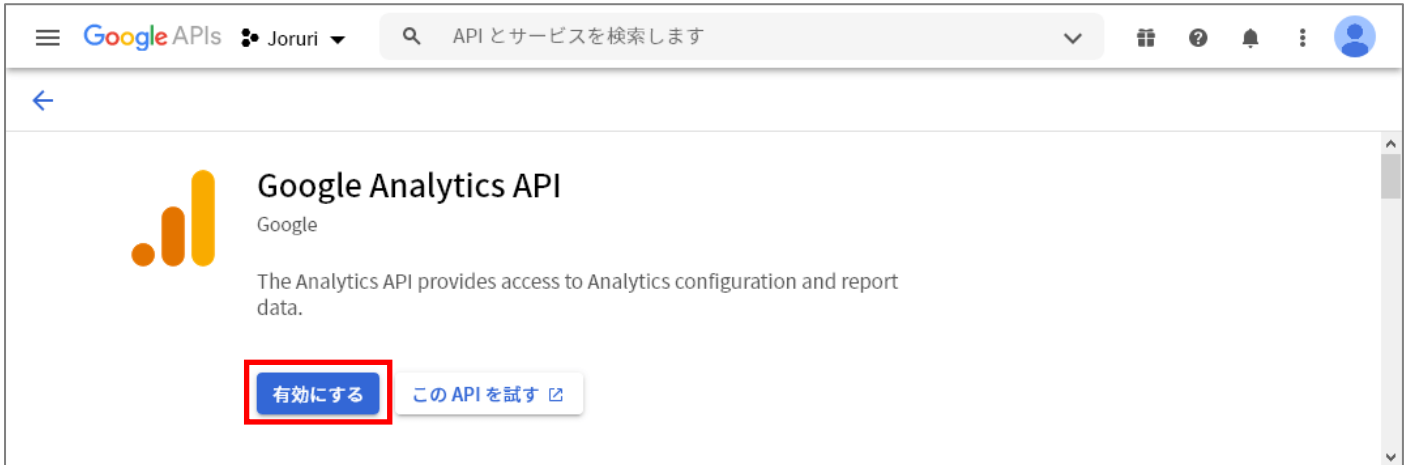 Google APIs Joruri API とサービスを検索します
Google Analytics API
Google
The Analytics API provides access to Analytics configuration and report
data.
有効にする この API を試す